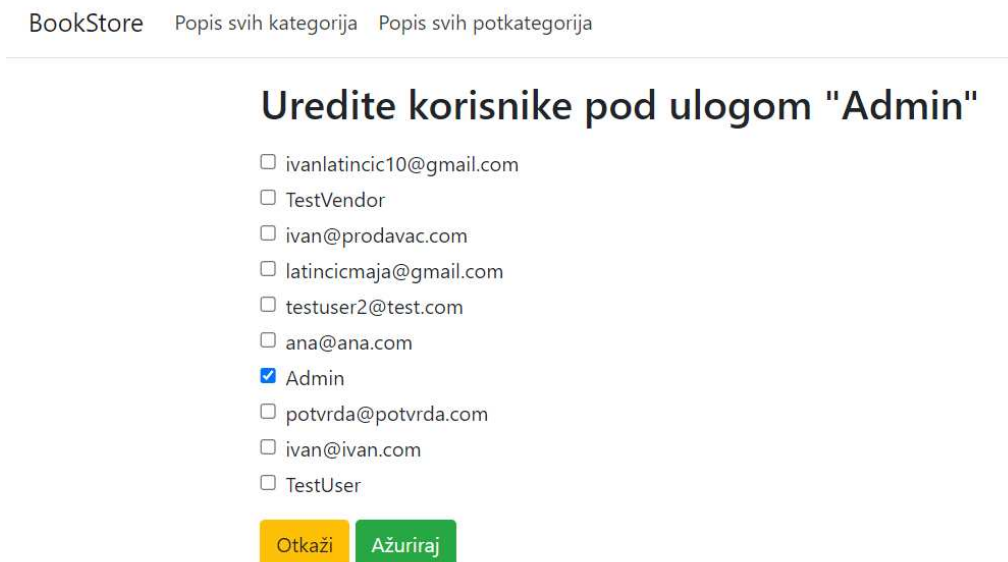 BookStore Popis svih kategorija Popis svih potkategorija
Uredite korisnike pod ulogom "Admin"
ivanlatincic10@gmail.com
TestVendor
ivan@prodavac.com
latincicmaja@gmail.com
testuser2@test.com
ana@ana.com
Admin
potvrda@potvrda.com
ivan@ivan.com
TestUser
Otkaži Ažuriraj